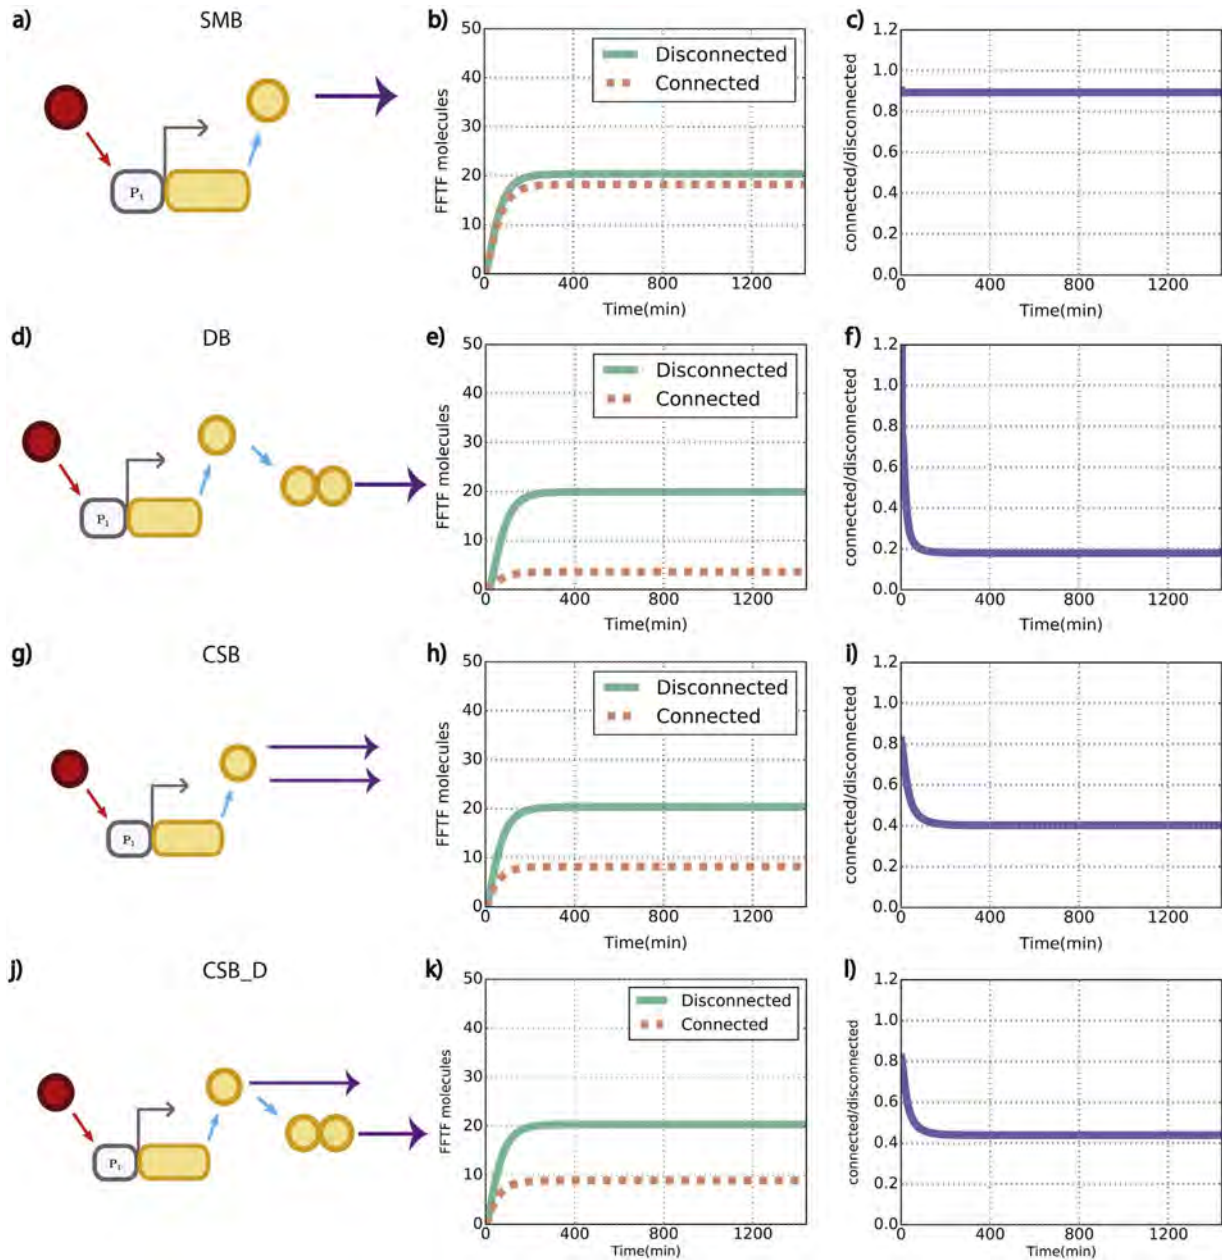 a) SMB
P₁
b)
FFTF molecules
50
40
30
20
10
0
Disconnected
Connected
0 400 800 1200
Time(min)
c)
connected/disconnected
1.2
1.0
0.8
0.6
0.4
0.2
0.0
0 400 800 1200
Time(min)
d) DB
P₁
e)
FFTF molecules
50
40
30
20
10
0
Disconnected
Connected
0 400 800 1200
Time(min)
f)
connected/disconnected
1.2
1.0
0.8
0.6
0.4
0.2
0.0
0 400 800 1200
Time(min)
g) CSB
P₁
h)
FFTF molecules
50
40
30
20
10
0
Disconnected
Connected
0 400 800 1200
Time(min)
i)
connected/disconnected
1.2
1.0
0.8
0.6
0.4
0.2
0.0
0 400 800 1200
Time(min)
j) CSB_D
P₁
k)
FFTF molecules
50
40
30
20
10
0
Disconnected
Connected
0 400 800 1200
Time(min)
l)
connected/disconnected
1.2
1.0
0.8
0.6
0.4
0.2
0.0
0 400 800 1200
Time(min)